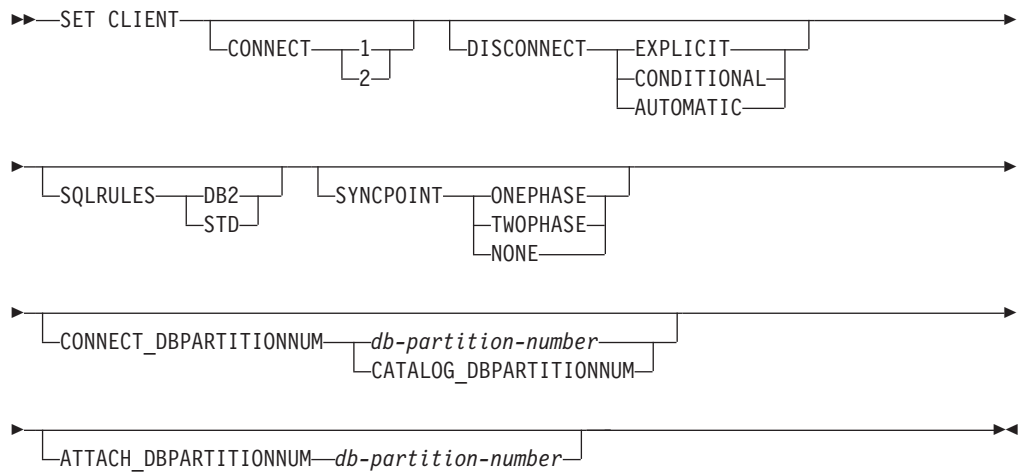 SET CLIENT
CONNECT 1 DISCONNECT EXPLICIT
2 CONDITIONAL
AUTOMATIC
SQLRULES DB2 SYNCPOINT ONEPHASE
STD TWOPHASE
NONE
CONNECT_DBPARTITIONNUM db-partition-number
CATALOG_DBPARTITIONNUM
ATTACH_DBPARTITIONNUM db-partition-number